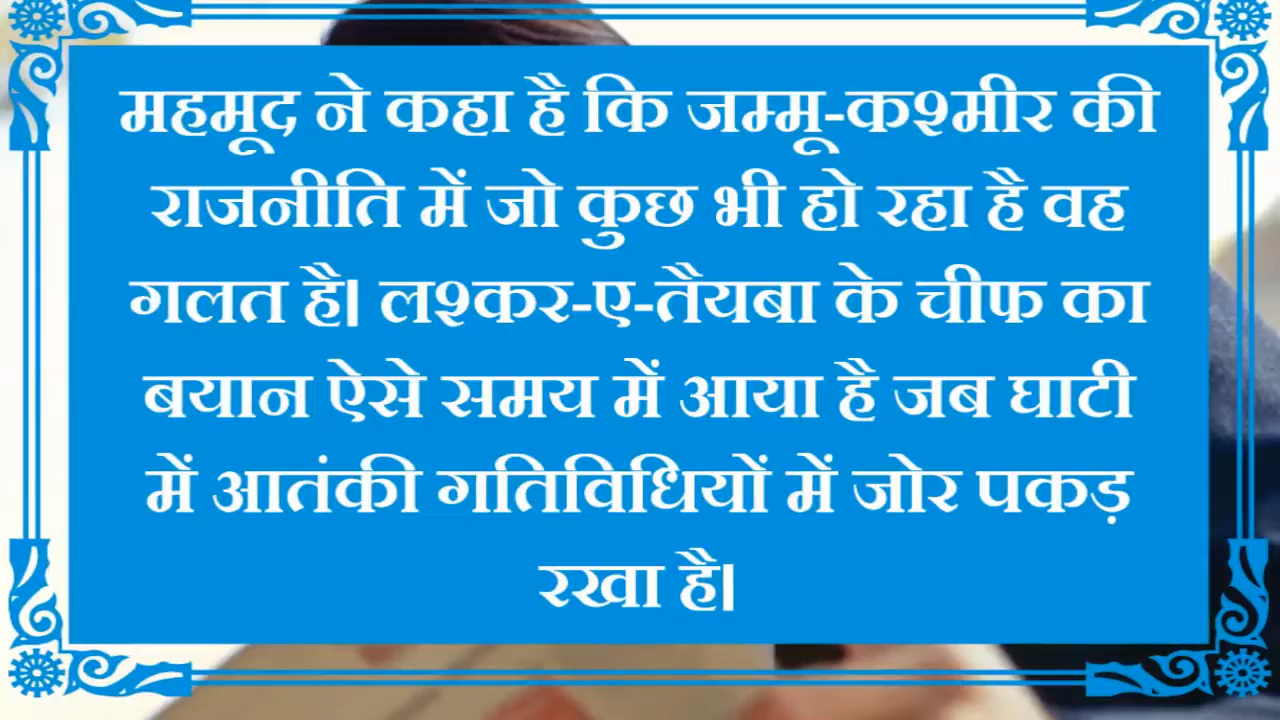 महमूद ने कहा है कि जम्मू-कश्मीर की
राजनीति में जो कुछ भी हो रहा है वह
गलत है। लश्कर-ए-तैयबा के चीफ का
बयान ऐसे समय में आया है जब घाटी
में आतंकी गतिविधियों में जोर पकड़
रखा है।